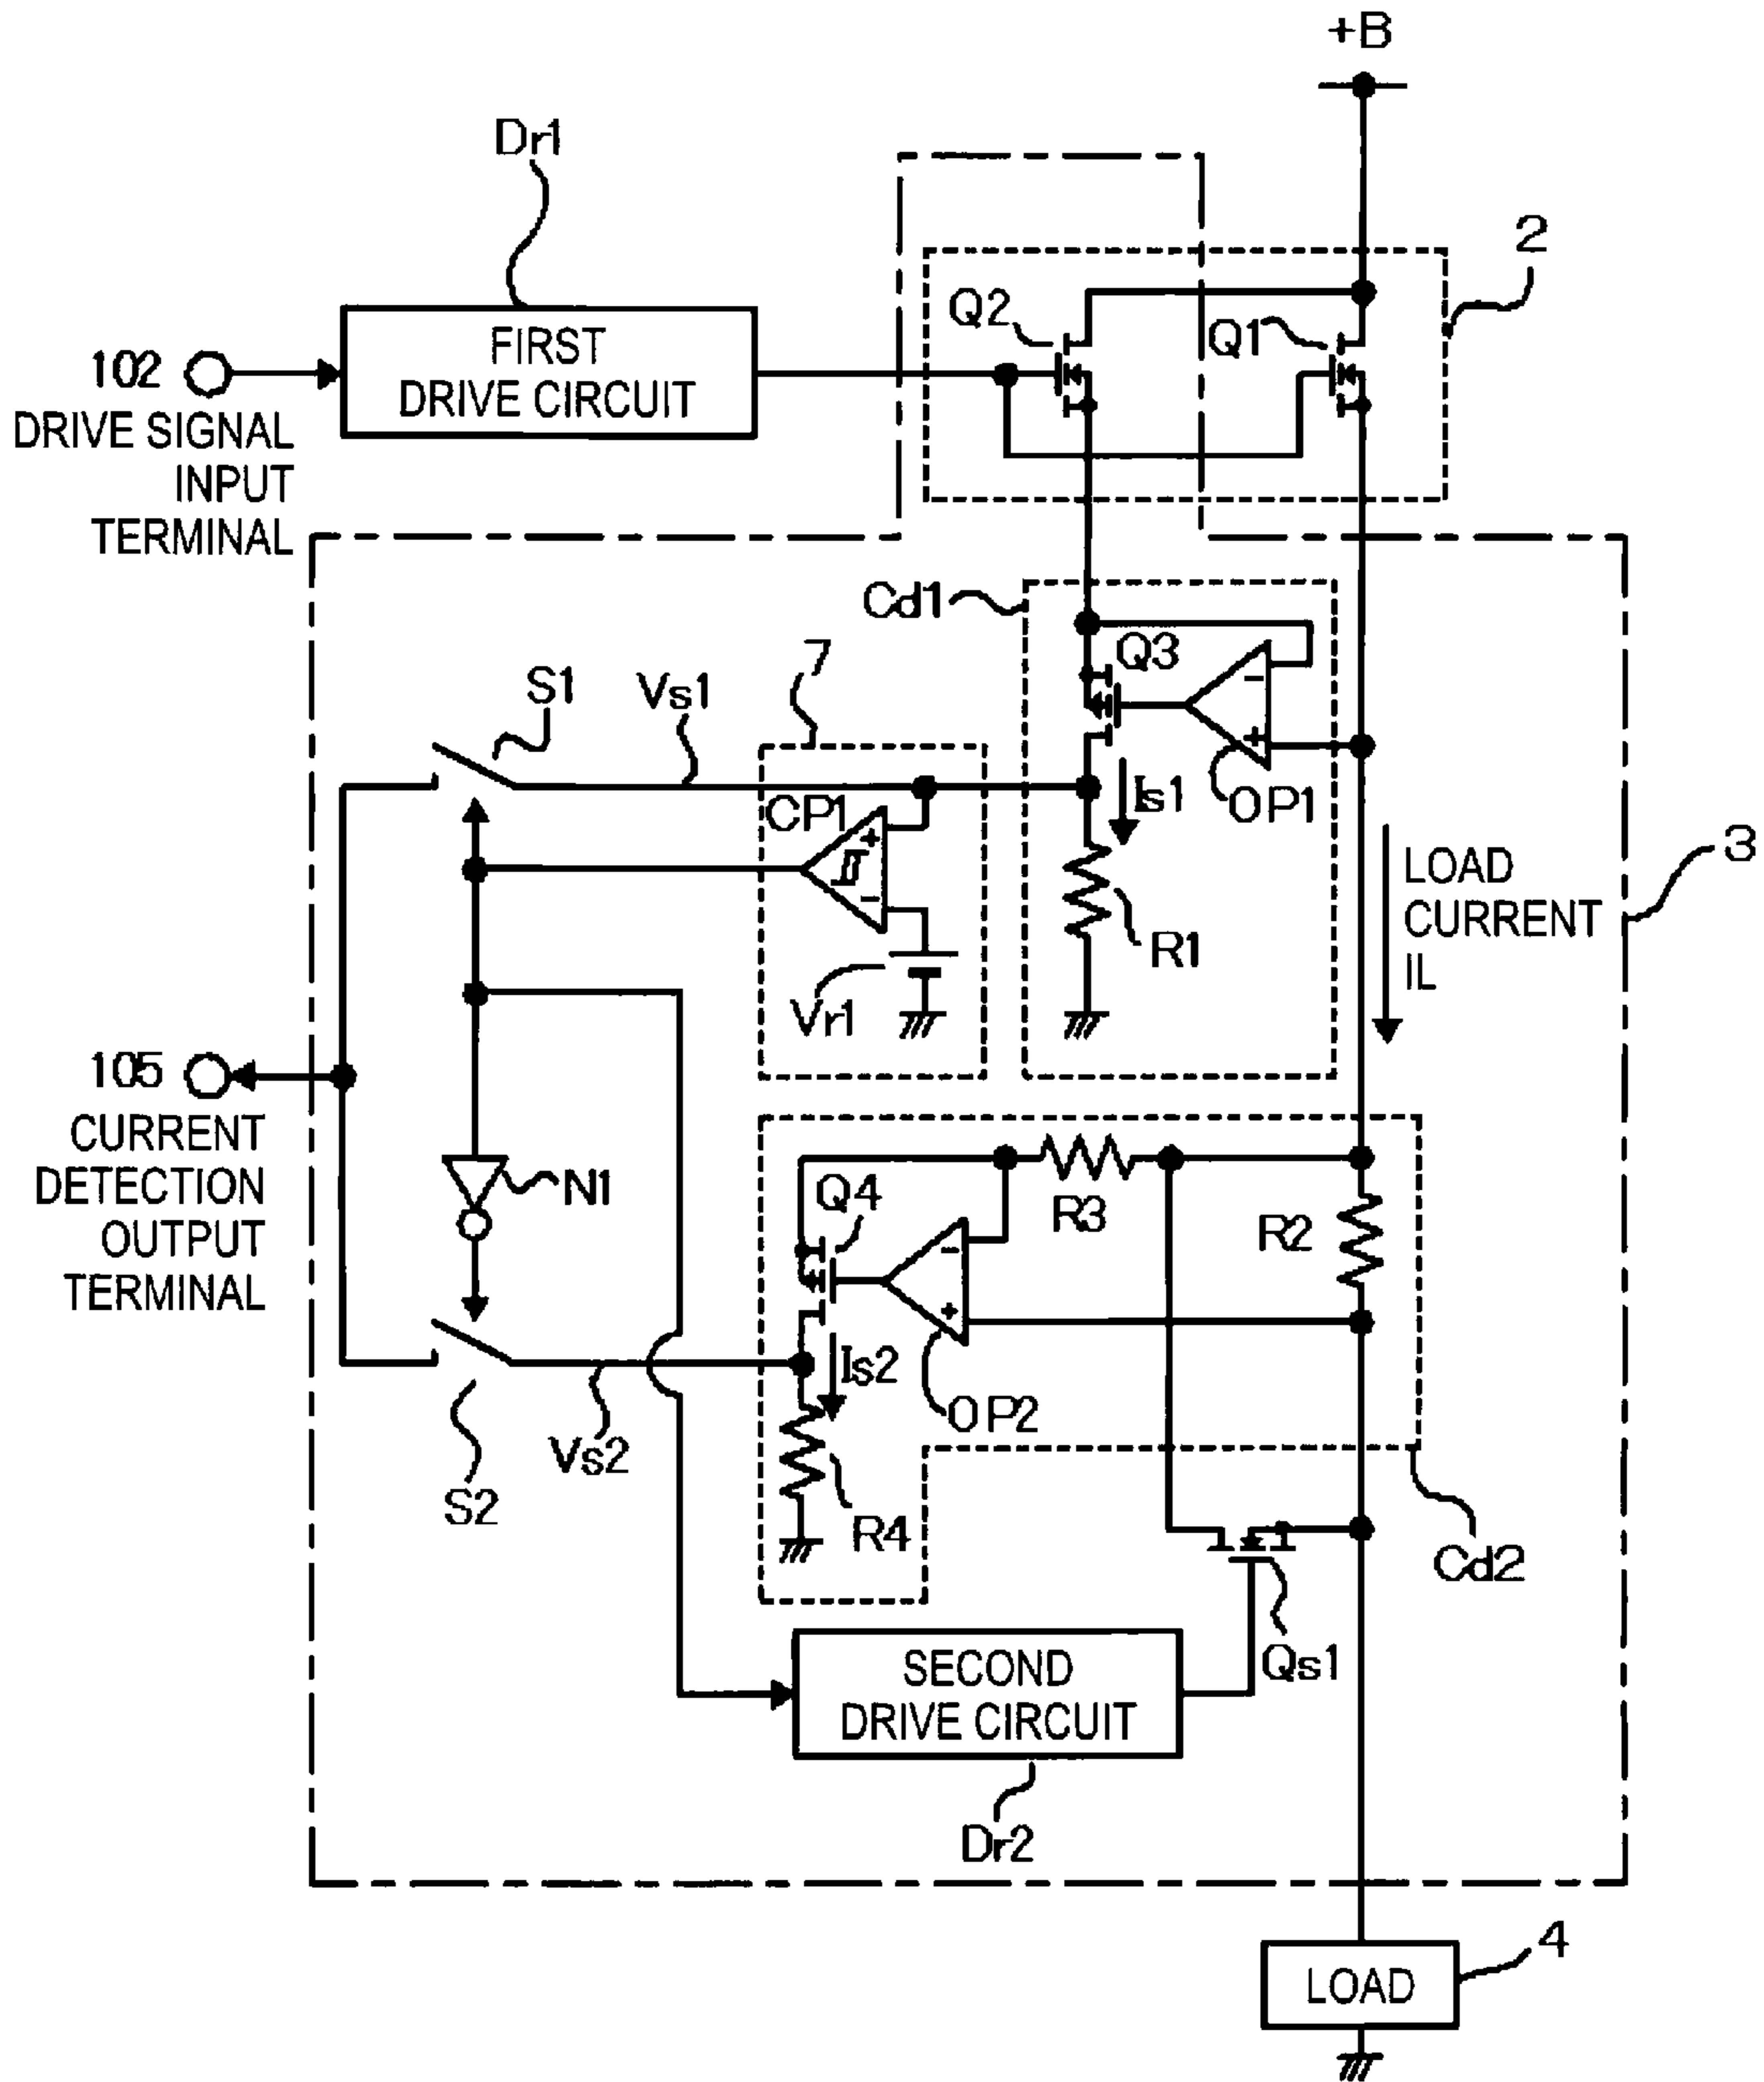 +B
Dr1
2
FIRST
DRIVE CIRCUIT
Q2
Q1
102
DRIVE SIGNAL
INPUT
TERMINAL
Cd1
Q3
7
S1
Vs1
-
+
CP1
Is1
OP1
+
-
3
LOAD
CURRENT
IL
R1
Vr1
105
CURRENT
DETECTION
OUTPUT
TERMINAL
N1
Q4
R3
R2
-
+
Is2
OP2
Vs2
S2
R4
Cd2
Qs1
SECOND
DRIVE CIRCUIT
Dr2
4
LOAD